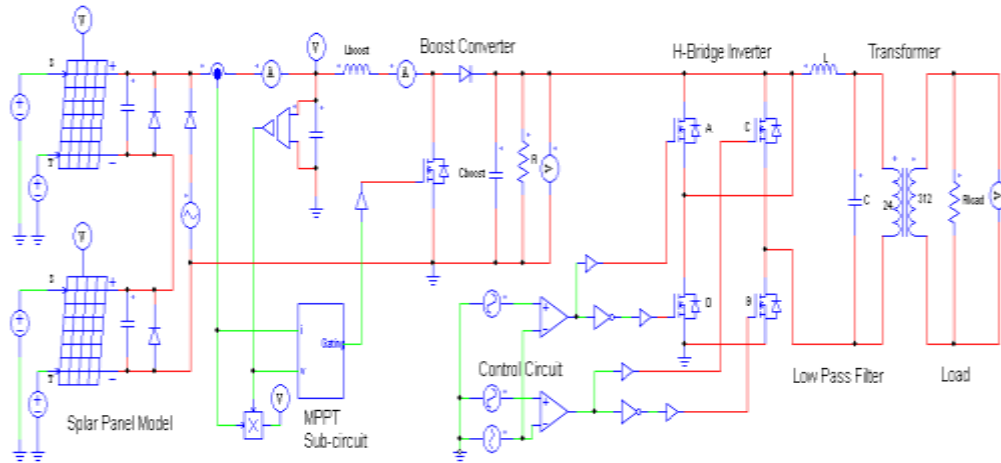 Boost Converter
H-Bridge Inverter
Transformer
V
V
Lboost
L
S
A
A
A
C
T
R
Cboost
V
C
24
312
Rload
V
V
S
D
B
i
Gating
v
T
Control Circuit
Low Pass Filter
Load
Splar Panel Model
X
V
MPPT
Sub-circuit